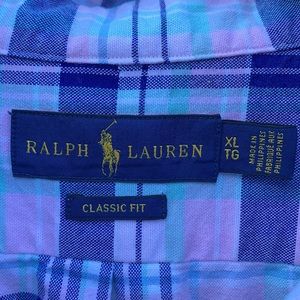 RALPH LAUREN
CLASSIC FIT
XL
TG
MADE IN
PHILIPPINES
FABRIQUÉ AUX
PHILIPPINES